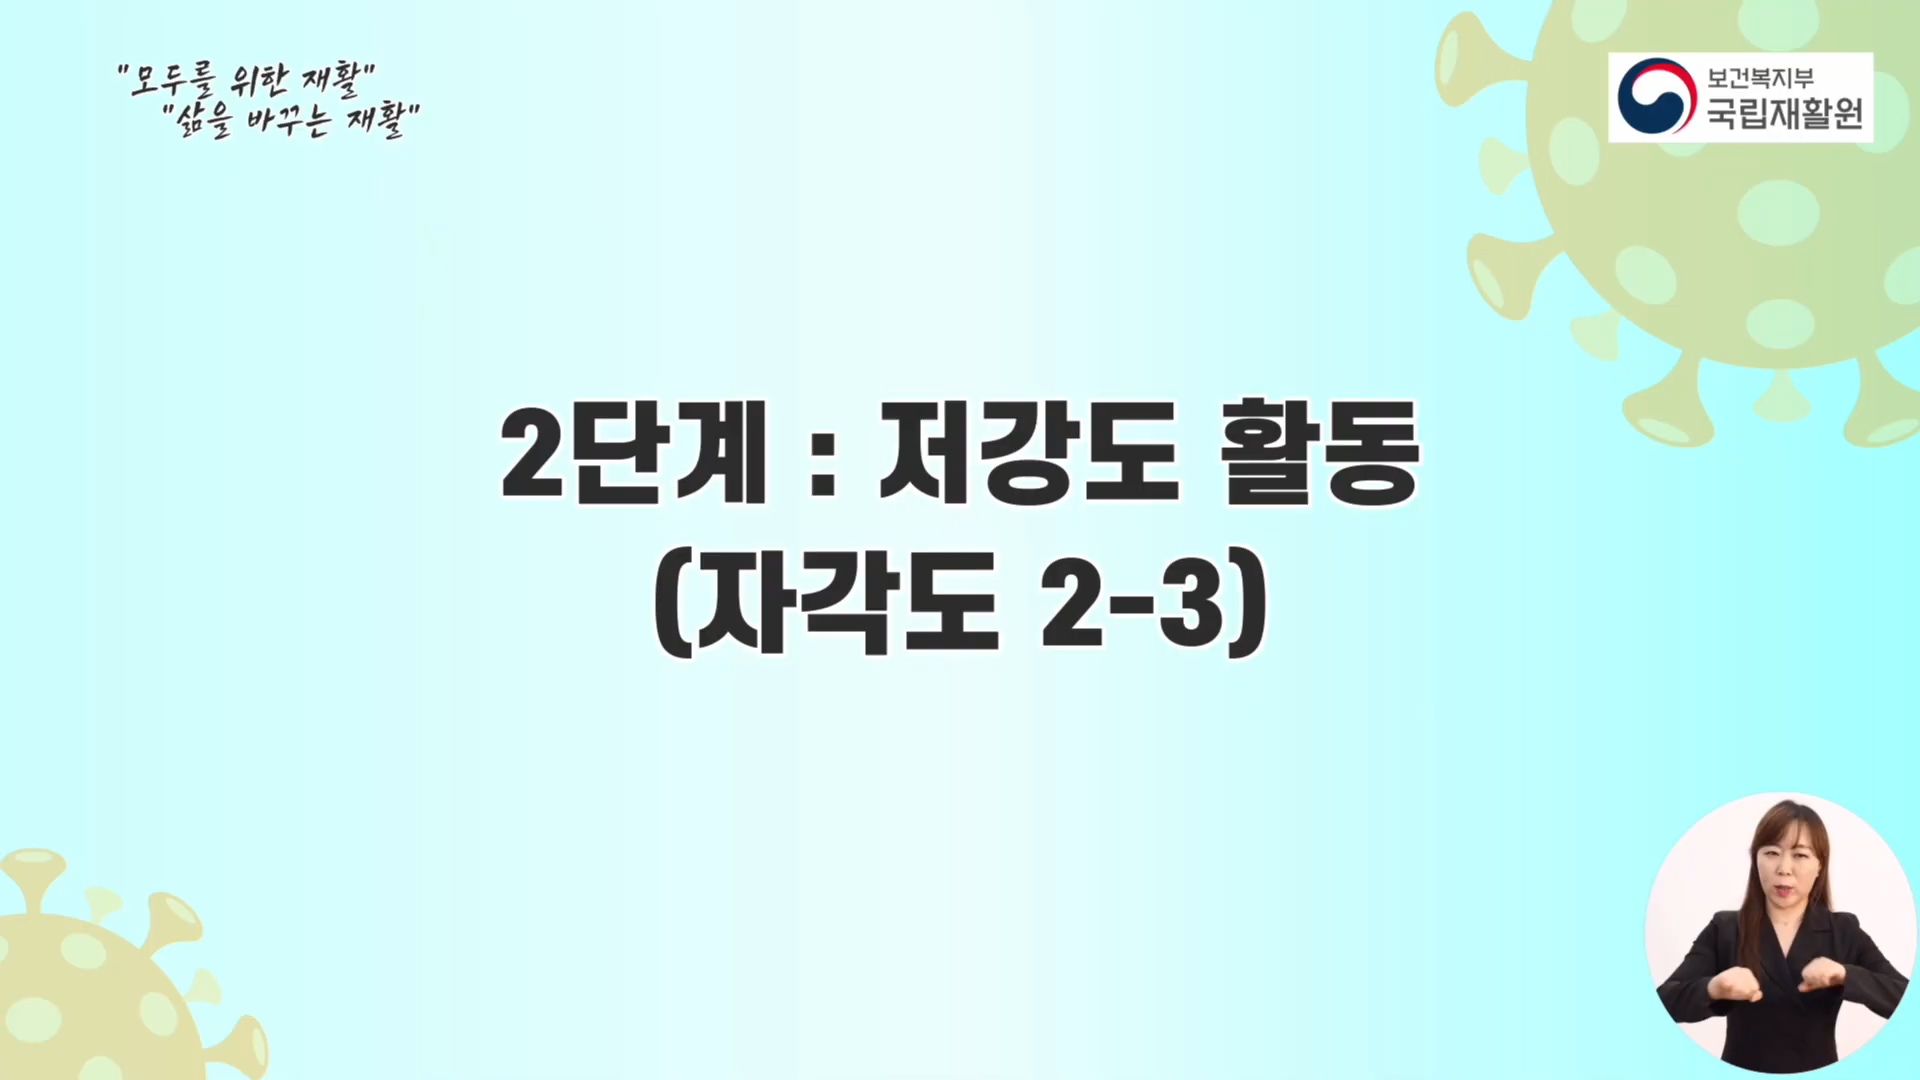 "모두를 위한 재활"
"삶을 바꾸는 재활"
보건복지부
국립재활원
2단계 : 저강도 활동
(자각도 2-3)